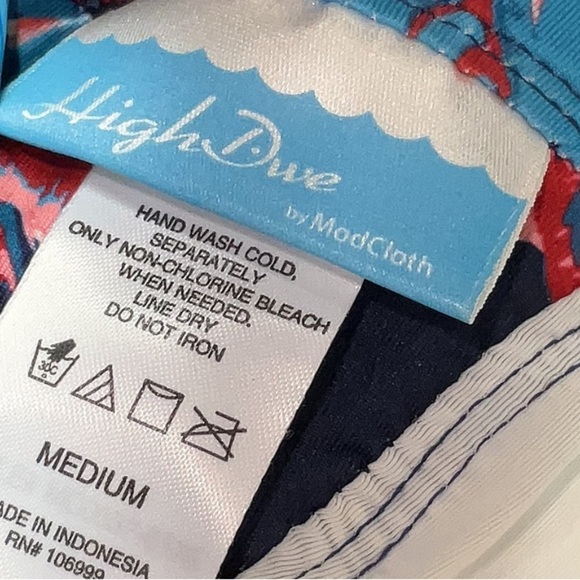 High Dive
by ModCloth
HAND WASH COLD,
SEPARATELY
ONLY NON-CHLORINE BLEACH
WHEN NEEDED.
LINE DRY
DO NOT IRON
30C
MEDIUM
ADE IN INDONESIA
RN# 106999